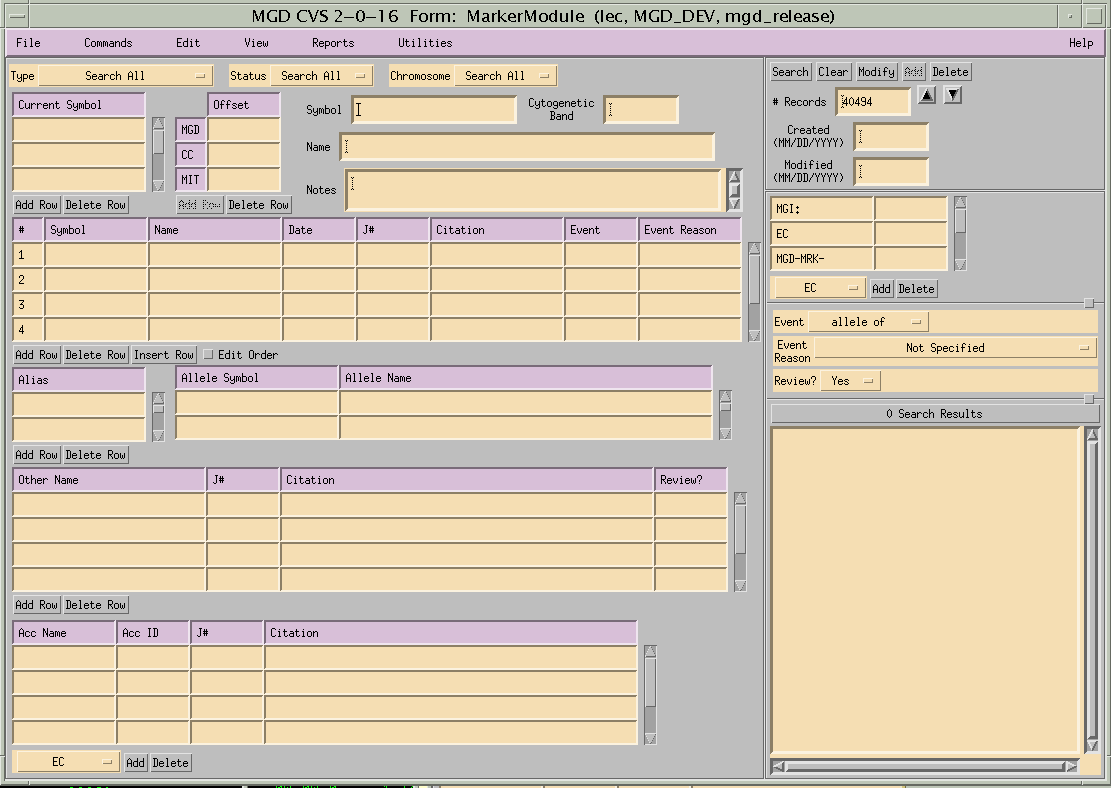 MGD CVS 2-0-16 Form: MarkerModule (lec, MGD_DEV, mgd_release)
File Commands Edit View Reports Utilities Help
Type Search All Status Search All Chromosome Search All
Current Symbol Offset
MGD
CC
MIT
Symbol Cytogenetic Band
Name
Notes
Add Row Delete Row Add Row Delete Row
# Symbol Name Date J# Citation Event Event Reason
1
2
3
4
Add Row Delete Row Insert Row Edit Order
Alias Allele Symbol Allele Name
Add Row Delete Row
Other Name J# Citation Review?
Add Row Delete Row
Acc Name Acc ID J# Citation
EC Add Delete
Search Clear Modify Add Delete
# Records 40494
Created
(MM/DD/YYYY)
Modified
(MM/DD/YYYY)
MGI:
EC
MGD-MRK-
EC Add Delete
Event allele of
Event Reason Not Specified
Review? Yes
0 Search Results